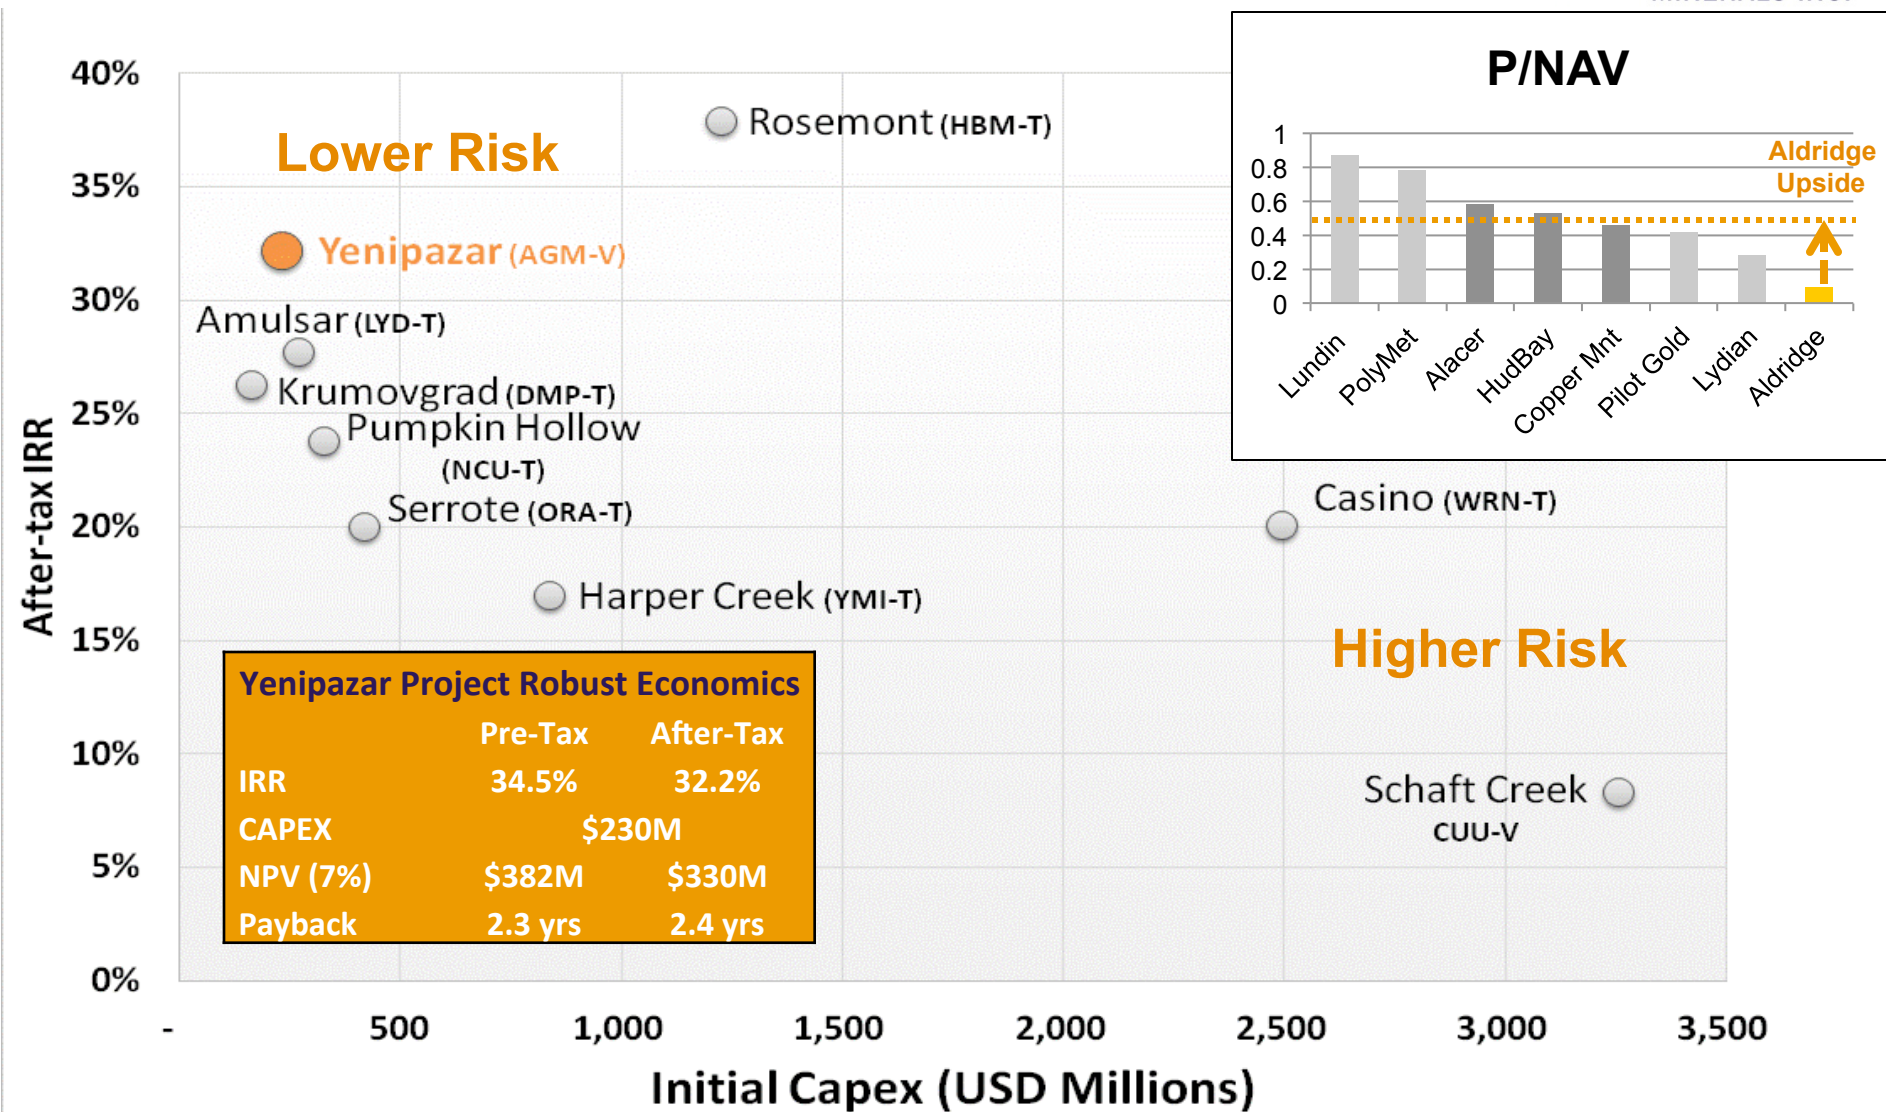 P/NAV
1
0.8
0.6
0.4
0.2
0
Aldridge
Upside
Lundin
PolyMet
Alacer
HudBay
Copper Mnt
Pilot Gold
Lydian
Aldridge
After-tax IRR
40%
35%
30%
25%
20%
15%
10%
5%
0%
Lower Risk
Rosemont (HBM-T)
Yenipazar (AGM-V)
Amulsar (LYD-T)
Krumovgrad (DMP-T)
Pumpkin Hollow
(NCU-T)
Serrote (ORA-T)
Casino (WRN-T)
Harper Creek (YMI-T)
Higher Risk
Schaft Creek
CUU-V
Yenipazar Project Robust Economics
Pre-Tax After-Tax
IRR 34.5% 32.2%
CAPEX $230M
NPV (7%) $382M $330M
Payback 2.3 yrs 2.4 yrs
- 500 1,000 1,500 2,000 2,500 3,000 3,500
Initial Capex (USD Millions)